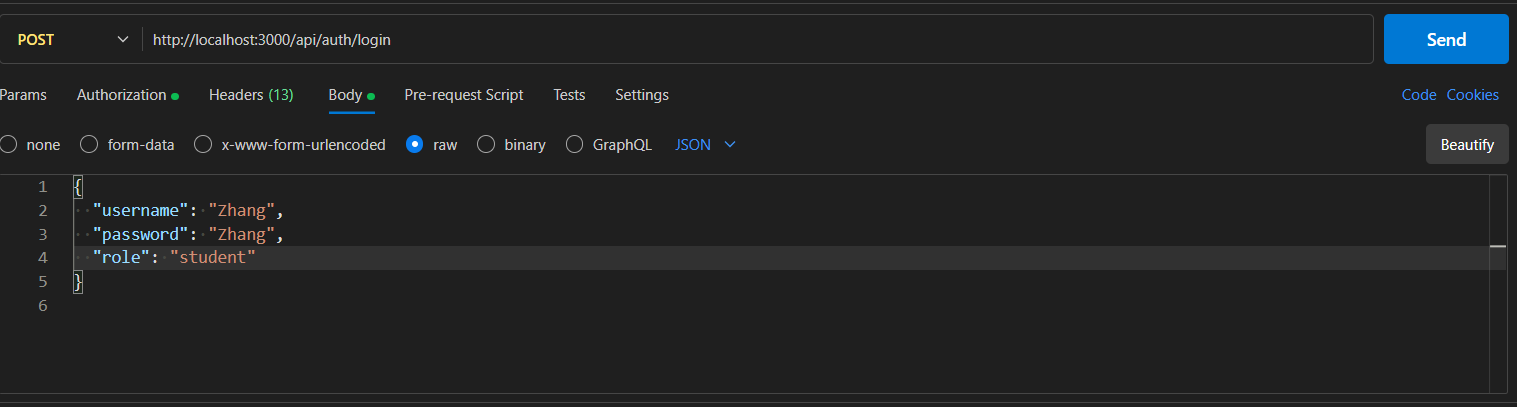 POST http://localhost:3000/api/auth/login Send
Params Authorization Headers (13) Body Pre-request Script Tests Settings Code Cookies
none form-data x-www-form-urlencoded raw binary GraphQL JSON Beautify
1 {
2 "username": "Zhang",
3 "password": "Zhang",
4 "role": "student"
5 }
6